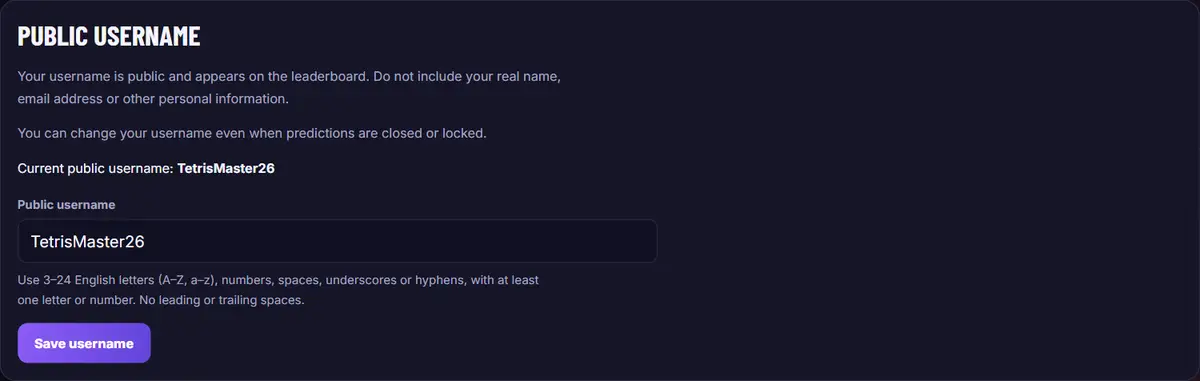 PUBLIC USERNAME
Your username is public and appears on the leaderboard. Do not include your real name,
email address or other personal information.
You can change your username even when predictions are closed or locked.
Current public username: TetrisMaster26
Public username
TetrisMaster26
Use 3–24 English letters (A–Z, a–z), numbers, spaces, underscores or hyphens, with at least
one letter or number. No leading or trailing spaces.
Save username